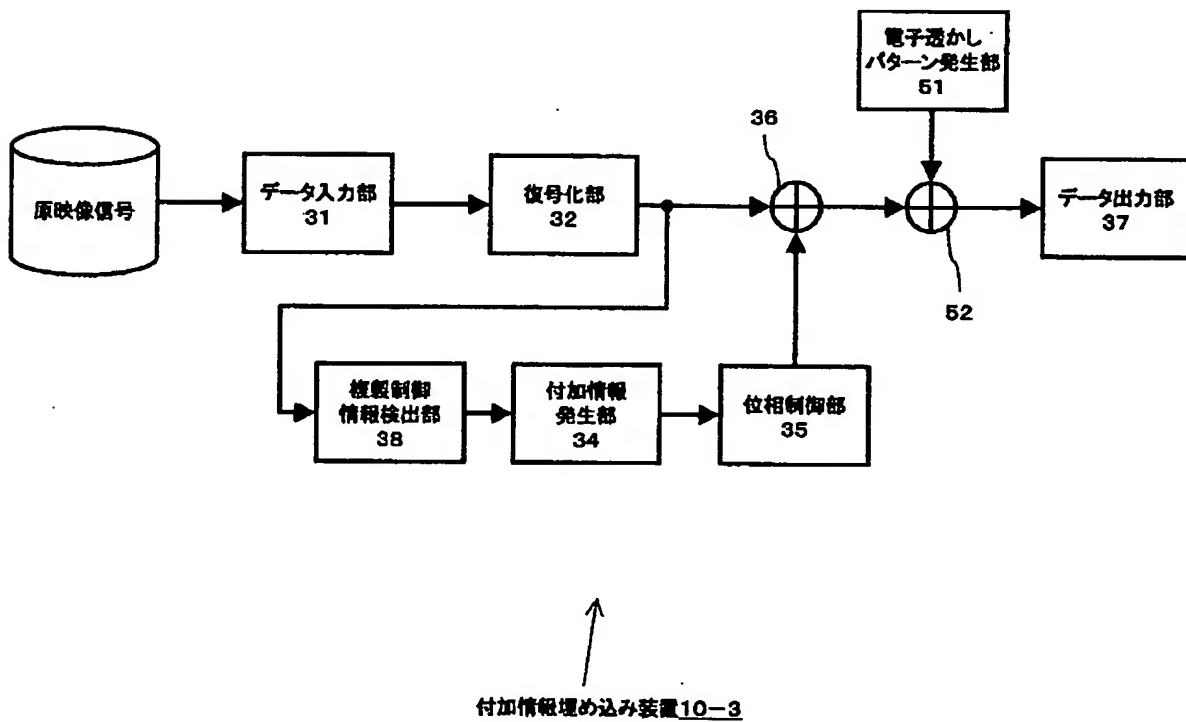 電子透かし
パターン発生部
51
36
原映像信号
データ入力部
31
復号化部
32
データ出力部
37
52
複製制御
情報検出部
38
付加情報
発生部
34
位相制御部
35
付加情報埋め込み装置10-3